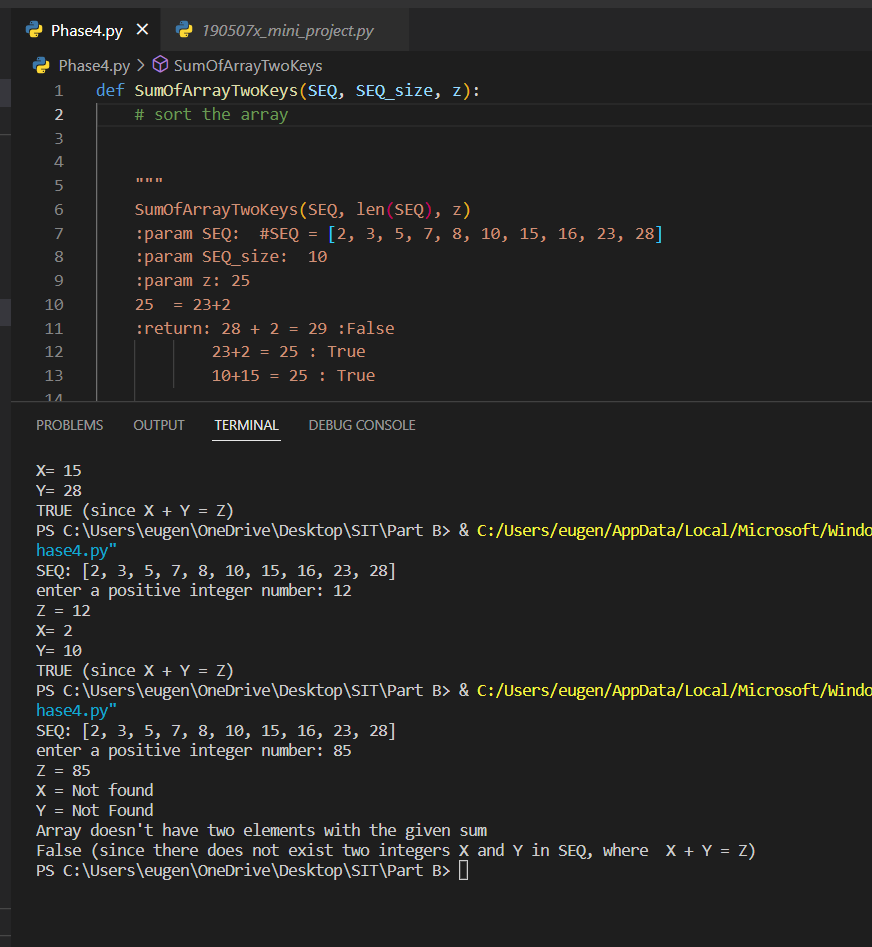 Phase4.py ×
190507x_mini_project.py
Phase4.py > SumOfArrayTwoKeys
1 def SumOfArrayTwoKeys(SEQ, SEQ_size, z):
2 # sort the array
3
4
5 """
6 SumOfArrayTwoKeys(SEQ, len(SEQ), z)
7 :param SEQ:  #SEQ = [2, 3, 5, 7, 8, 10, 15, 16, 23, 28]
8 :param SEQ_size:  10
9 :param z: 25
10 25  = 23+2
11 :return: 28 + 2 = 29 :False
12 23+2 = 25 : True
13 10+15 = 25 : True
14
PROBLEMS OUTPUT TERMINAL DEBUG CONSOLE
X= 15
Y= 28
TRUE (since X + Y = Z)
PS C:\Users\eugen\OneDrive\Desktop\SIT\Part B> & C:/Users/eugen/AppData/Local/Microsoft/Windo
hase4.py"
SEQ: [2, 3, 5, 7, 8, 10, 15, 16, 23, 28]
enter a positive integer number: 12
Z = 12
X= 2
Y= 10
TRUE (since X + Y = Z)
PS C:\Users\eugen\OneDrive\Desktop\SIT\Part B> & C:/Users/eugen/AppData/Local/Microsoft/Windo
hase4.py"
SEQ: [2, 3, 5, 7, 8, 10, 15, 16, 23, 28]
enter a positive integer number: 85
Z = 85
X = Not found
Y = Not Found
Array doesn't have two elements with the given sum
False (since there does not exist two integers X and Y in SEQ, where  X + Y = Z)
PS C:\Users\eugen\OneDrive\Desktop\SIT\Part B>